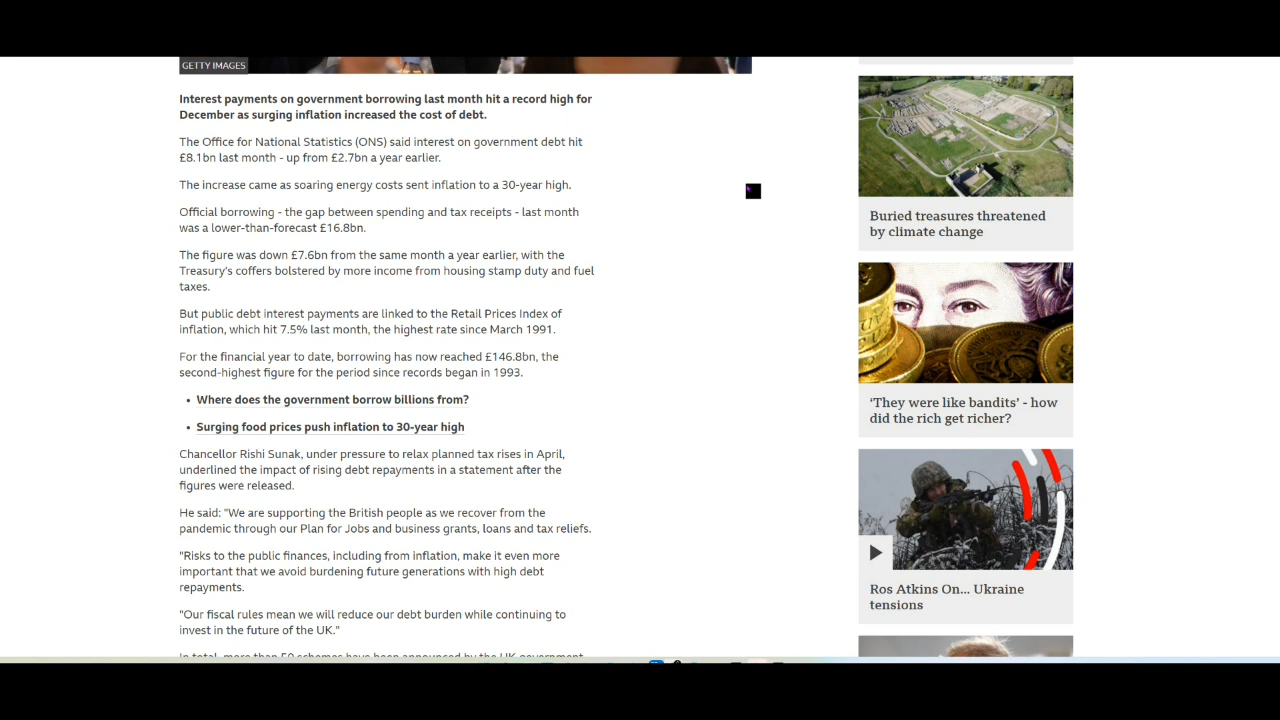 GETTY IMAGES
Interest payments on government borrowing last month hit a record high for
December as surging inflation increased the cost of debt.
The Office for National Statistics (ONS) said interest on government debt hit
£8.1bn last month - up from £2.7bn a year earlier.
The increase came as soaring energy costs sent inflation to a 30-year high.
Official borrowing - the gap between spending and tax receipts - last month
was a lower-than-forecast £16.8bn.
The figure was down £7.6bn from the same month a year earlier, with the
Treasury's coffers bolstered by more income from housing stamp duty and fuel
taxes.
But public debt interest payments are linked to the Retail Prices Index of
inflation, which hit 7.5% last month, the highest rate since March 1991.
For the financial year to date, borrowing has now reached £146.8bn, the
second-highest figure for the period since records began in 1993.
• Where does the government borrow billions from?
• Surging food prices push inflation to 30-year high
Chancellor Rishi Sunak, under pressure to relax planned tax rises in April,
underlined the impact of rising debt repayments in a statement after the
figures were released.
He said: "We are supporting the British people as we recover from the
pandemic through our Plan for Jobs and business grants, loans and tax reliefs.
"Risks to the public finances, including from inflation, make it even more
important that we avoid burdening future generations with high debt
repayments.
"Our fiscal rules mean we will reduce our debt burden while continuing to
invest in the future of the UK."
In total, more than 50 schemes have been announced by the UK government
Buried treasures threatened
by climate change
‘They were like bandits’ - how
did the rich get richer?
Ros Atkins On... Ukraine
tensions